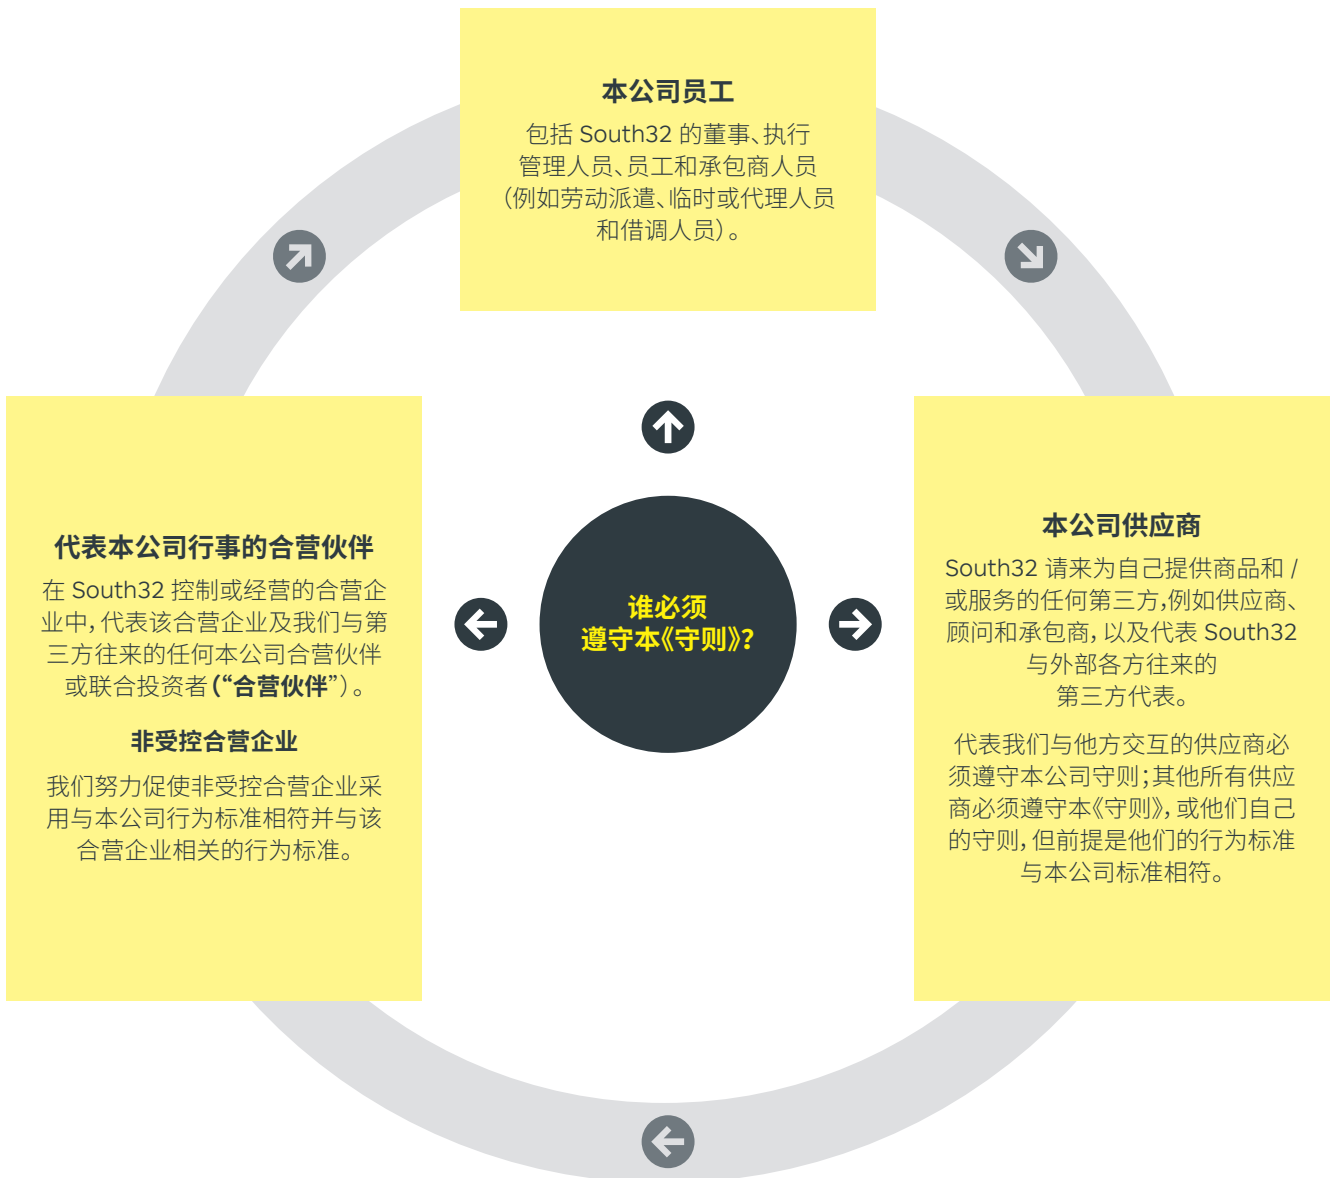 本公司员工
包括 South32 的董事、执行
管理人员、员工和承包商人员
（例如劳动派遣、临时或代理人员
和借调人员）。
代表本公司行事的合营伙伴
在 South32 控制或经营的合营企
业中，代表该合营企业及我们与第
三方往来的任何本公司合营伙伴
或联合投资者（“合营伙伴”）。
非受控合营企业
我们努力促使非受控合营企业采
用与本公司行为标准相符并与该
合营企业相关的行为标准。
谁必须
遵守本《守则》？
本公司供应商
South32 请来为自己提供商品和 /
或服务的任何第三方，例如供应商、
顾问和承包商，以及代表 South32
与外部各方往来的
第三方代表。
代表我们与他方交互的供应商必
须遵守本公司守则；其他所有供应
商必须遵守本《守则》，或他们自己
的守则，但前提是他们的行为标准
与本公司标准相符。